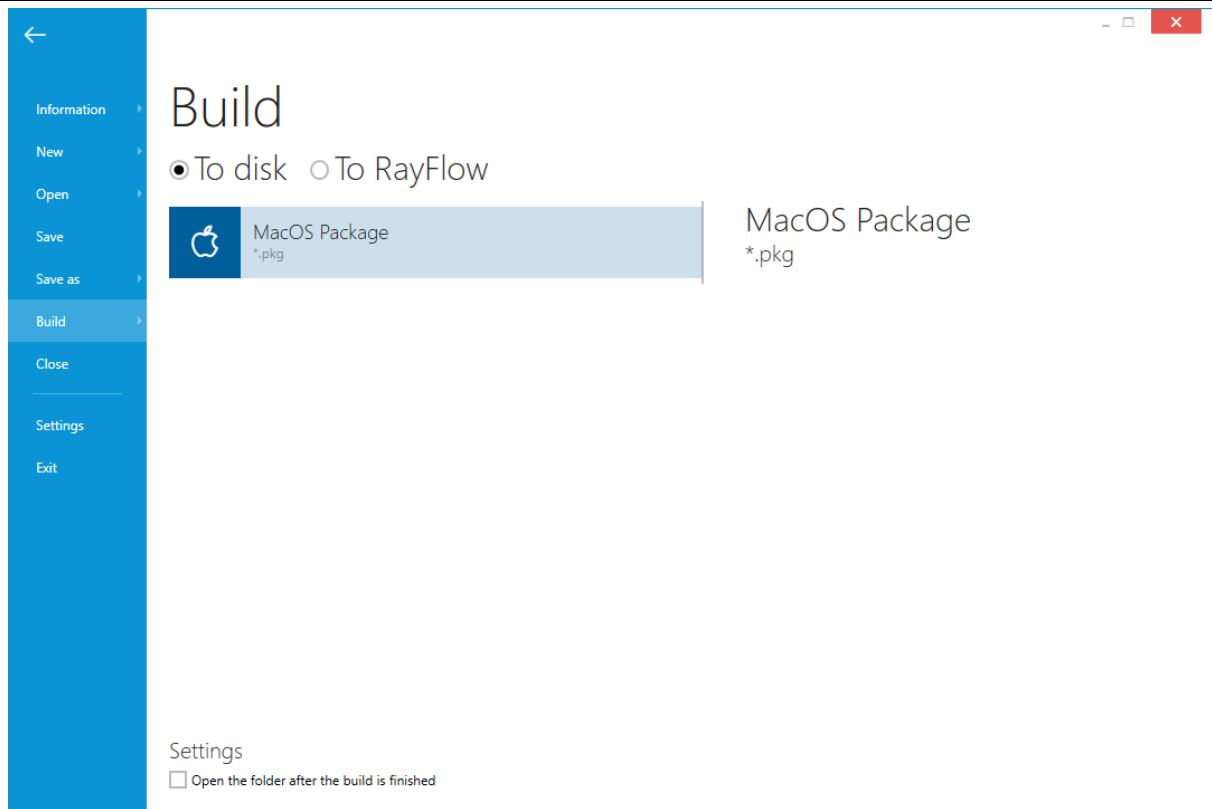 Information
New
Open
Save
Save as
Build
Close
Settings
Exit
Build
To disk To RayFlow
MacOS Package
*.pkg
MacOS Package
*.pkg
Settings
Open the folder after the build is finished